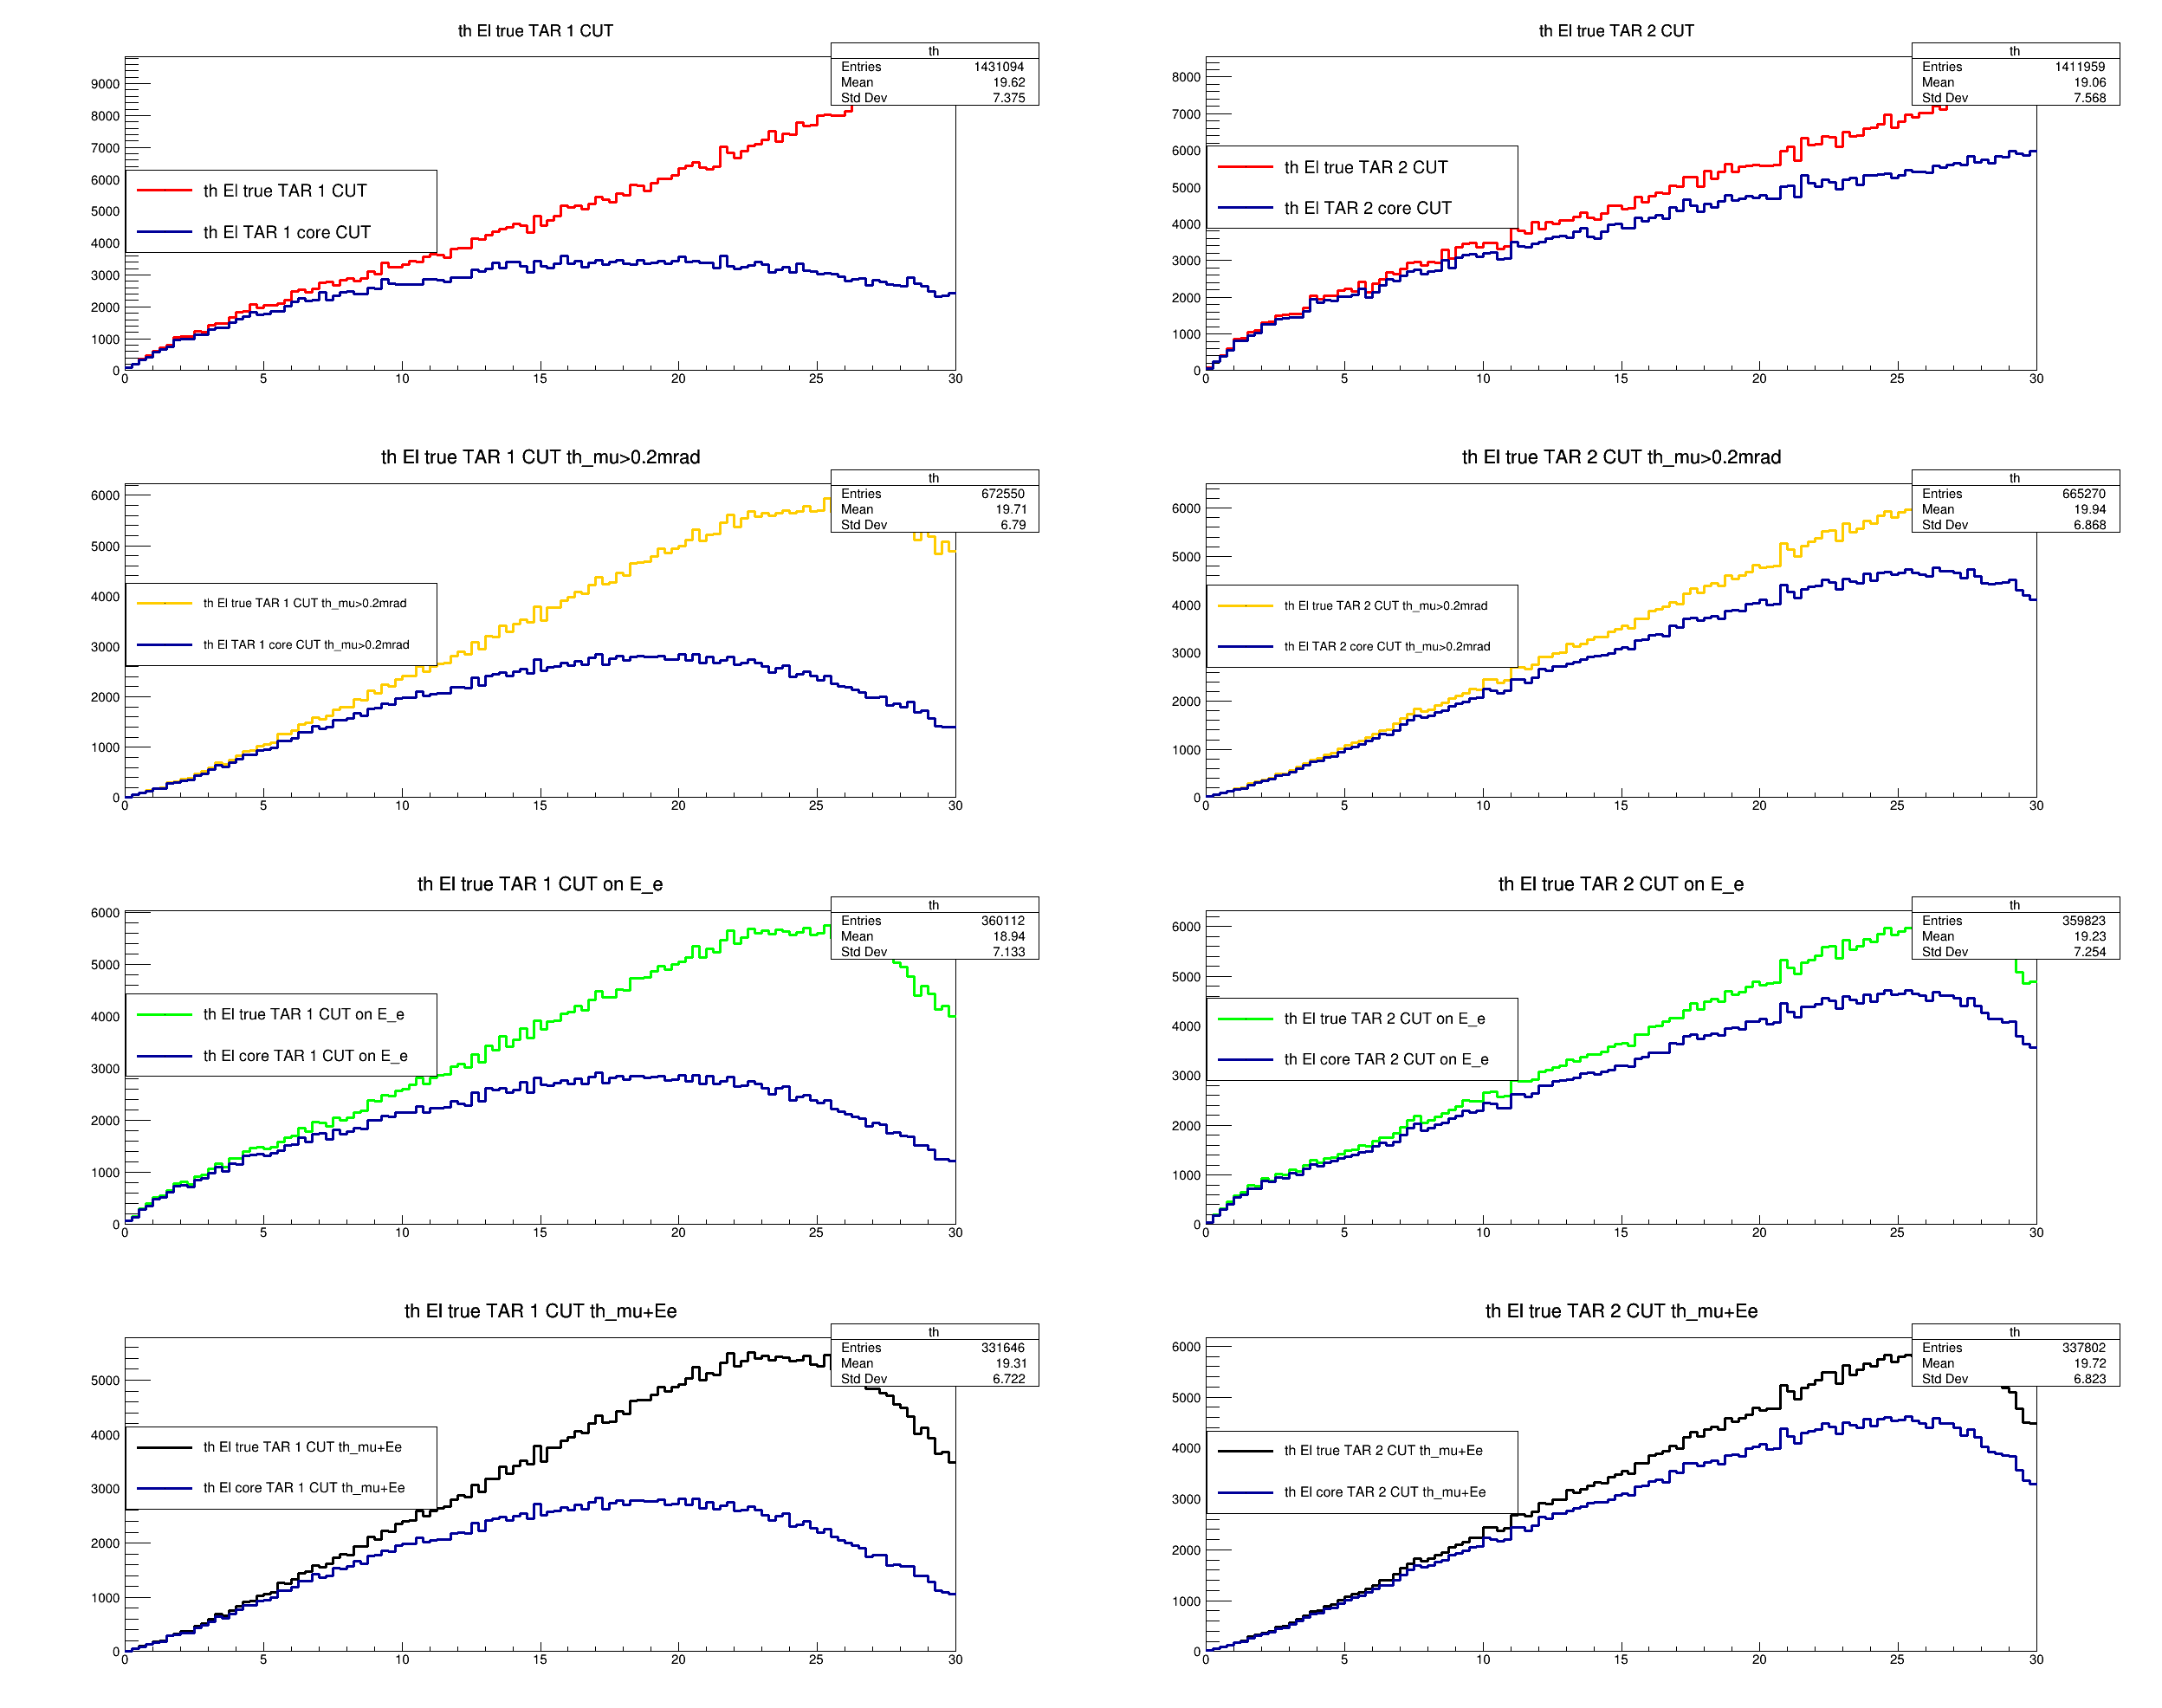 th El true TAR 1 CUT
th
Entries 1431094
Mean 19.62
Std Dev 7.375
9000
8000
7000
6000
5000
4000
3000
2000
1000
0
th El true TAR 1 CUT
th El TAR 1 core CUT
0 5 10 15 20 25 30
th El true TAR 2 CUT
th
Entries 1411959
Mean 19.06
Std Dev 7.568
8000
7000
6000
5000
4000
3000
2000
1000
0
th El true TAR 2 CUT
th El TAR 2 core CUT
0 5 10 15 20 25 30
th El true TAR 1 CUT th_mu>0.2mrad
th
Entries 672550
Mean 19.71
Std Dev 6.79
6000
5000
4000
3000
2000
1000
0
th El true TAR 1 CUT th_mu>0.2mrad
th El TAR 1 core CUT th_mu>0.2mrad
0 5 10 15 20 25 30
th El true TAR 2 CUT th_mu>0.2mrad
th
Entries 665270
Mean 19.94
Std Dev 6.868
6000
5000
4000
3000
2000
1000
0
th El true TAR 2 CUT th_mu>0.2mrad
th El TAR 2 core CUT th_mu>0.2mrad
0 5 10 15 20 25 30
th El true TAR 1 CUT on E_e
th
Entries 360112
Mean 18.94
Std Dev 7.133
6000
5000
4000
3000
2000
1000
0
th El true TAR 1 CUT on E_e
th El core TAR 1 CUT on E_e
0 5 10 15 20 25 30
th El true TAR 2 CUT on E_e
th
Entries 359823
Mean 19.23
Std Dev 7.254
6000
5000
4000
3000
2000
1000
0
th El true TAR 2 CUT on E_e
th El core TAR 2 CUT on E_e
0 5 10 15 20 25 30
th El true TAR 1 CUT th_mu+Ee
th
Entries 331646
Mean 19.31
Std Dev 6.722
5000
4000
3000
2000
1000
0
th El true TAR 1 CUT th_mu+Ee
th El core TAR 1 CUT th_mu+Ee
0 5 10 15 20 25 30
th El true TAR 2 CUT th_mu+Ee
th
Entries 337802
Mean 19.72
Std Dev 6.823
6000
5000
4000
3000
2000
1000
0
th El true TAR 2 CUT th_mu+Ee
th El core TAR 2 CUT th_mu+Ee
0 5 10 15 20 25 30